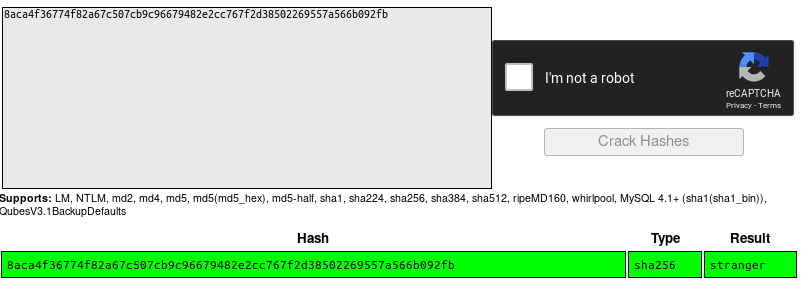 8aca4f36774f82a67c507cb9c96679482e2cc767f2d38502269557a566b092fb
I'm not a robot
reCAPTCHA
Privacy - Terms
Crack Hashes
Supports: LM, NTLM, md2, md4, md5, md5(md5_hex), md5-half, sha1, sha224, sha256, sha384, sha512, ripeMD160, whirlpool, MySQL 4.1+ (sha1(sha1_bin)),
QubesV3.1BackupDefaults
Hash Type Result
8aca4f36774f82a67c507cb9c96679482e2cc767f2d38502269557a566b092fb sha256 stranger